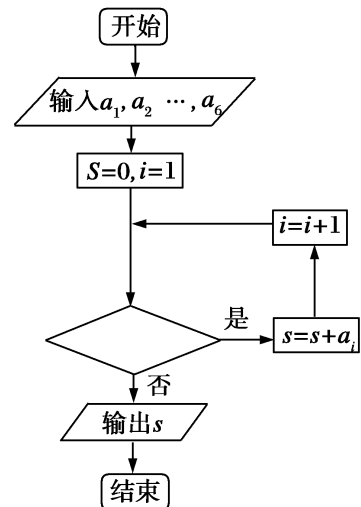 开始
输入a₁,a₂ …,a₆
S=0,i=1
i=i+1
是
s=s+aᵢ
否
输出s
结束